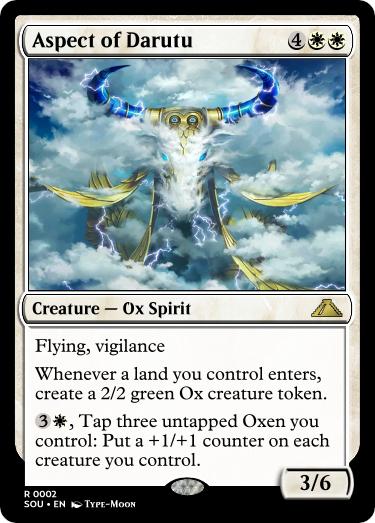 Aspect of Darutu 4
Creature — Ox Spirit
Flying, vigilance
Whenever a land you control enters,
create a 2/2 green Ox creature token.
3, Tap three untapped Oxen you
control: Put a +1/+1 counter on each
creature you control.
3/6
R 0002
SOU • EN Type-Moon